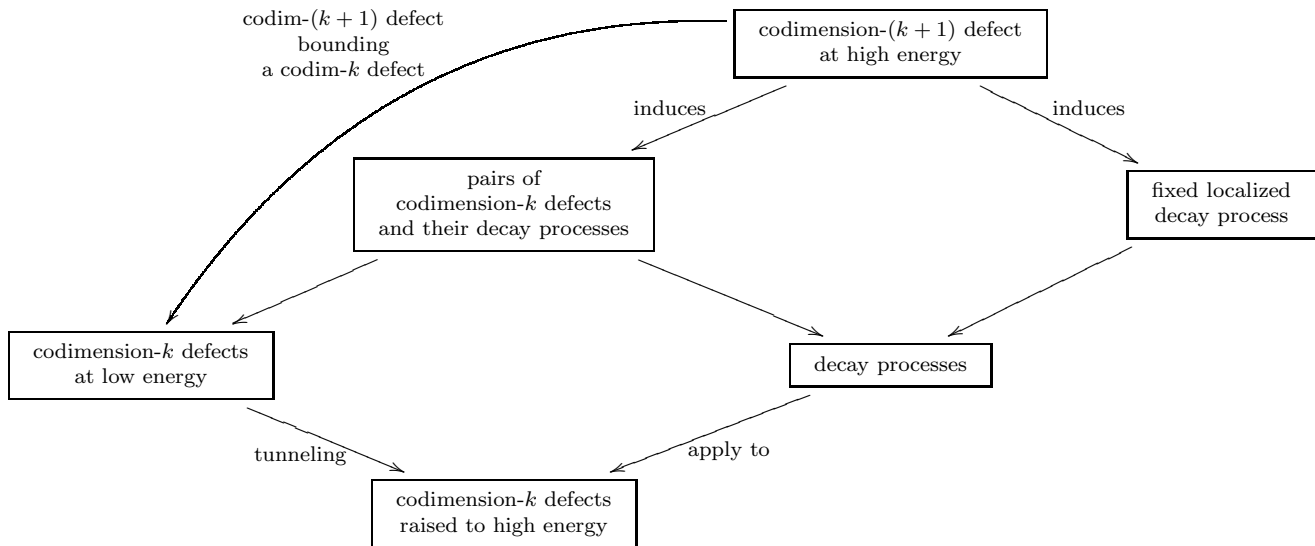 codim-(k + 1) defect
bounding
a codim-k defect
codimension-(k + 1) defect
at high energy
induces
induces
pairs of
codimension-k defects
and their decay processes
fixed localized
decay process
codimension-k defects
at low energy
decay processes
tunneling
apply to
codimension-k defects
raised to high energy